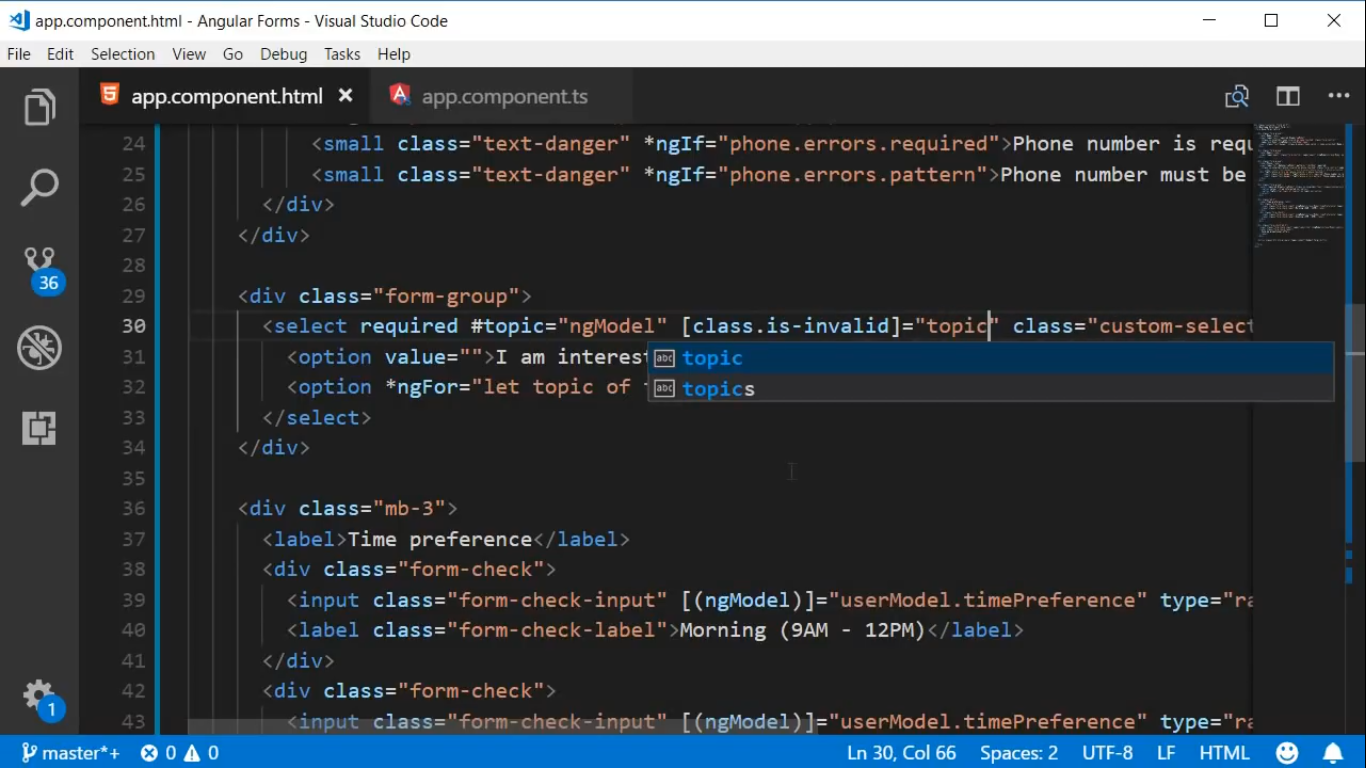 app.component.html - Angular Forms - Visual Studio Code
File Edit Selection View Go Debug Tasks Help
app.component.html app.component.ts
24 <small class="text-danger" *ngIf="phone.errors.required">Phone number is requ
25 <small class="text-danger" *ngIf="phone.errors.pattern">Phone number must be
26 </div>
27 </div>
28
29 <div class="form-group">
30 <select required #topic="ngModel" [class.is-invalid]="topic" class="custom-select
31 <option value="">I am interest
topic
32 <option *ngFor="let topic of
topics
33 </select>
34 </div>
35
36 <div class="mb-3">
37 <label>Time preference</label>
38 <div class="form-check">
39 <input class="form-check-input" [(ngModel)]="userModel.timePreference" type="ra
40 <label class="form-check-label">Morning (9AM - 12PM)</label>
41 </div>
42 <div class="form-check">
43 <input class="form-check-input" [(ngModel)]="userModel.timePreference" type="ra
36
1
master*+ 0 0 Ln 30, Col 66 Spaces: 2 UTF-8 LF HTML